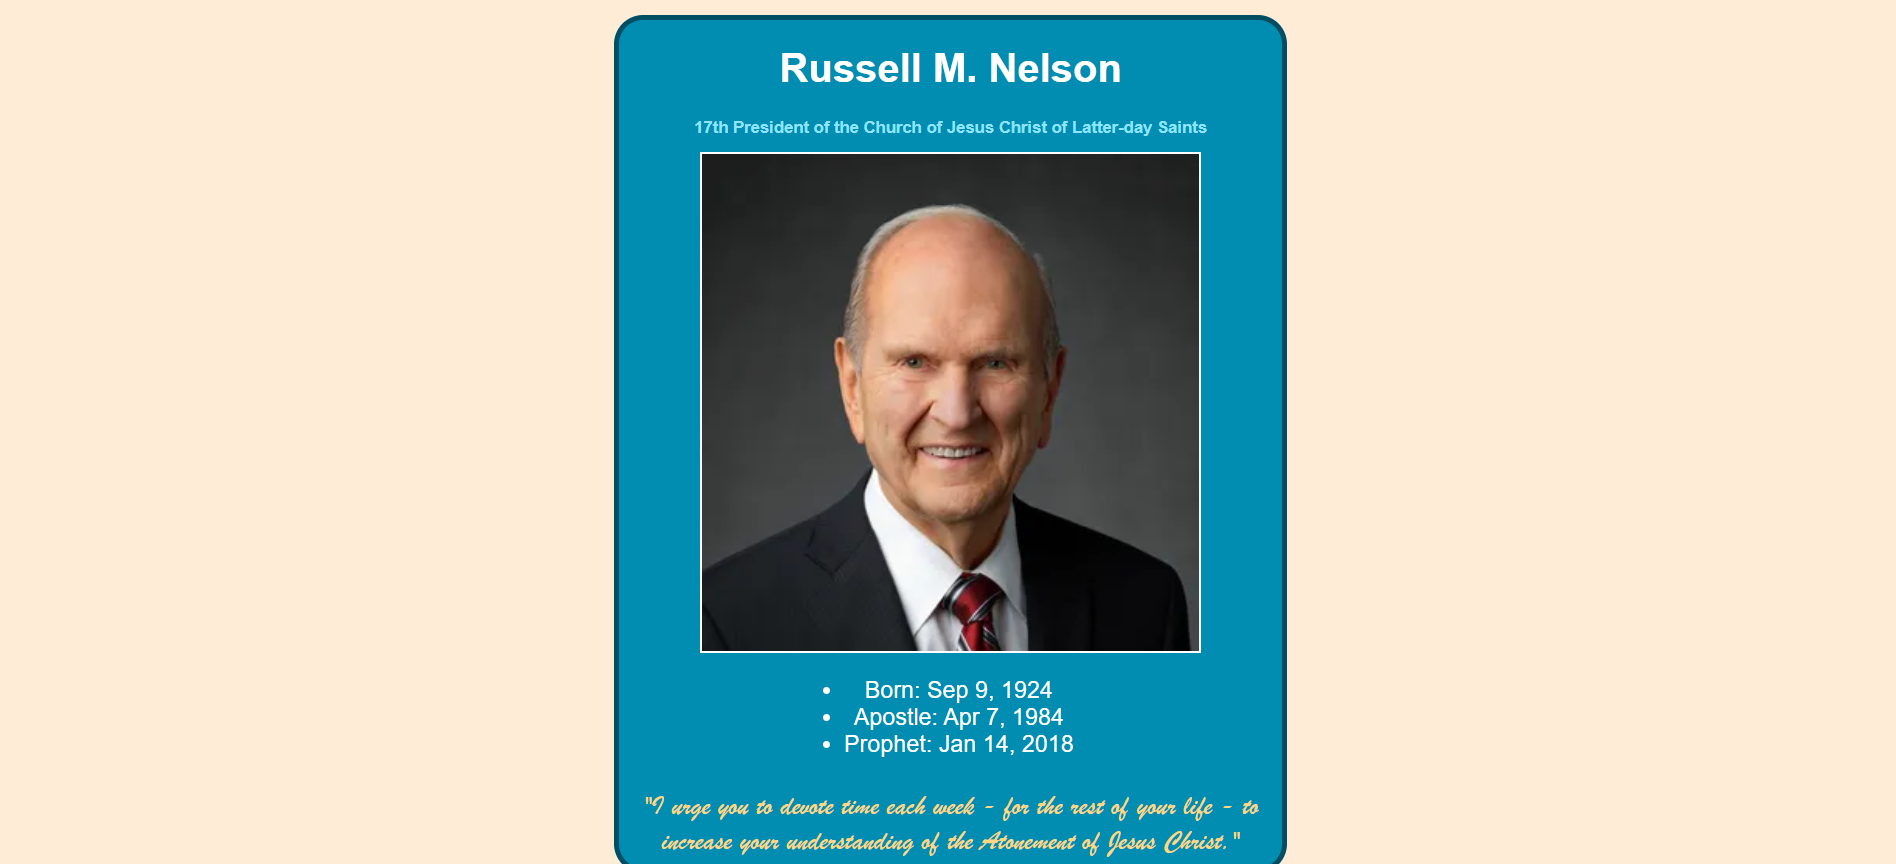 Russell M. Nelson
17th President of the Church of Jesus Christ of Latter-day Saints
• Born: Sep 9, 1924
• Apostle: Apr 7, 1984
• Prophet: Jan 14, 2018
"I urge you to devote time each week - for the rest of your life - to
increase your understanding of the Atonement of Jesus Christ."